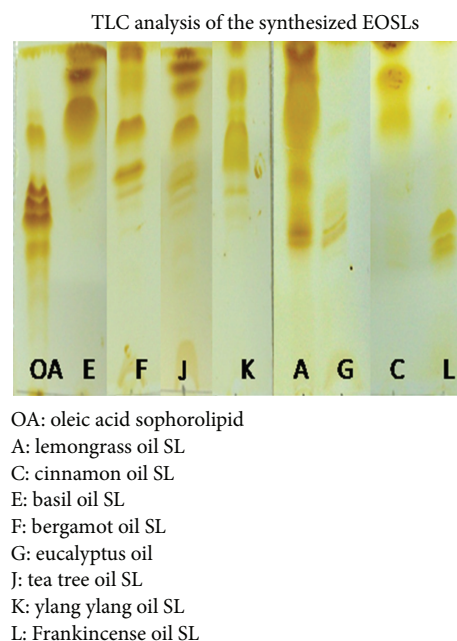 TLC analysis of the synthesized EOSLs
OA E F J K A G C L
OA: oleic acid sophorolipid
A: lemongrass oil SL
C: cinnamon oil SL
E: basil oil SL
F: bergamot oil SL
G: eucalyptus oil
J: tea tree oil SL
K: ylang ylang oil SL
L: Frankincense oil SL